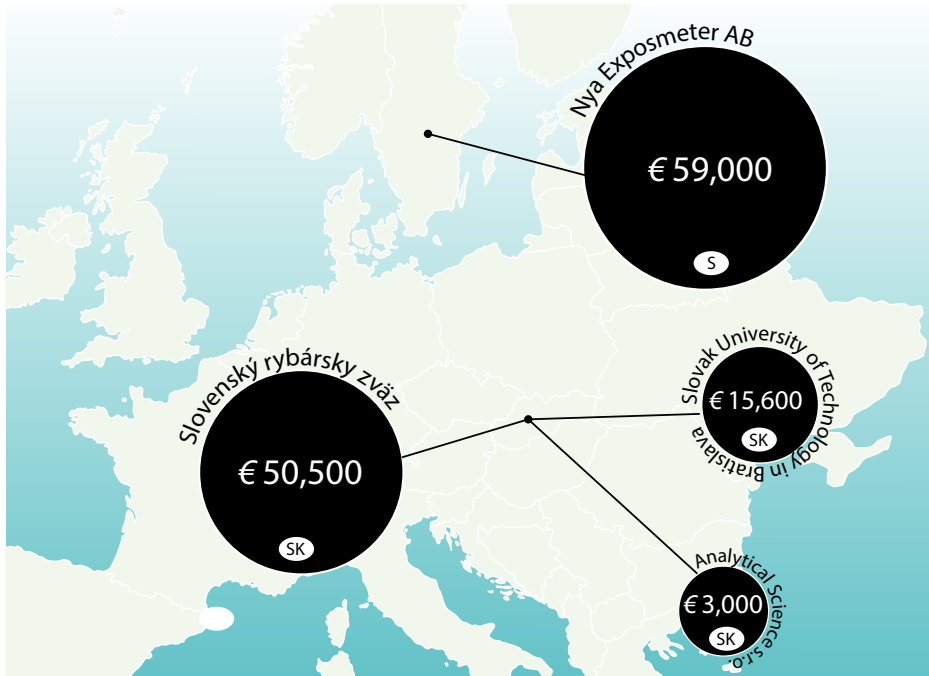 Nya Exposmeter AB
€ 59,000
S
Slovenský rybársky zväz
€ 50,500
SK
Slovak University of Technology in Bratislava
€ 15,600
SK
Analytical Science s.r.o.
€ 3,000
SK